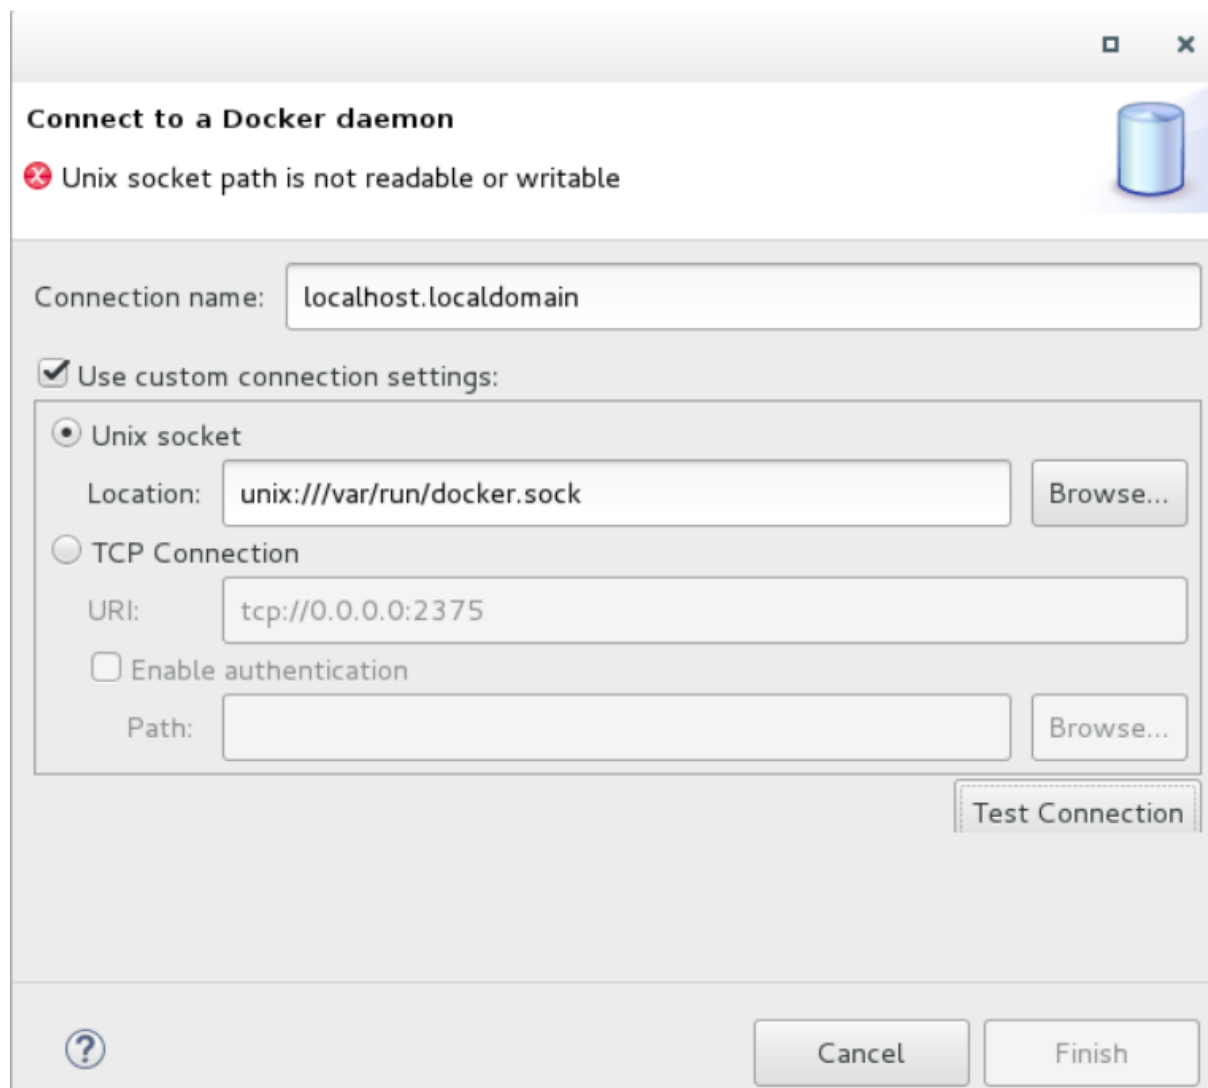 Connect to a Docker daemon
Unix socket path is not readable or writable
Connection name: localhost.localdomain
Use custom connection settings:
Unix socket
Location: unix:///var/run/docker.sock Browse...
TCP Connection
URI: tcp://0.0.0.0:2375
Enable authentication
Path: Browse...
Test Connection
? Cancel Finish